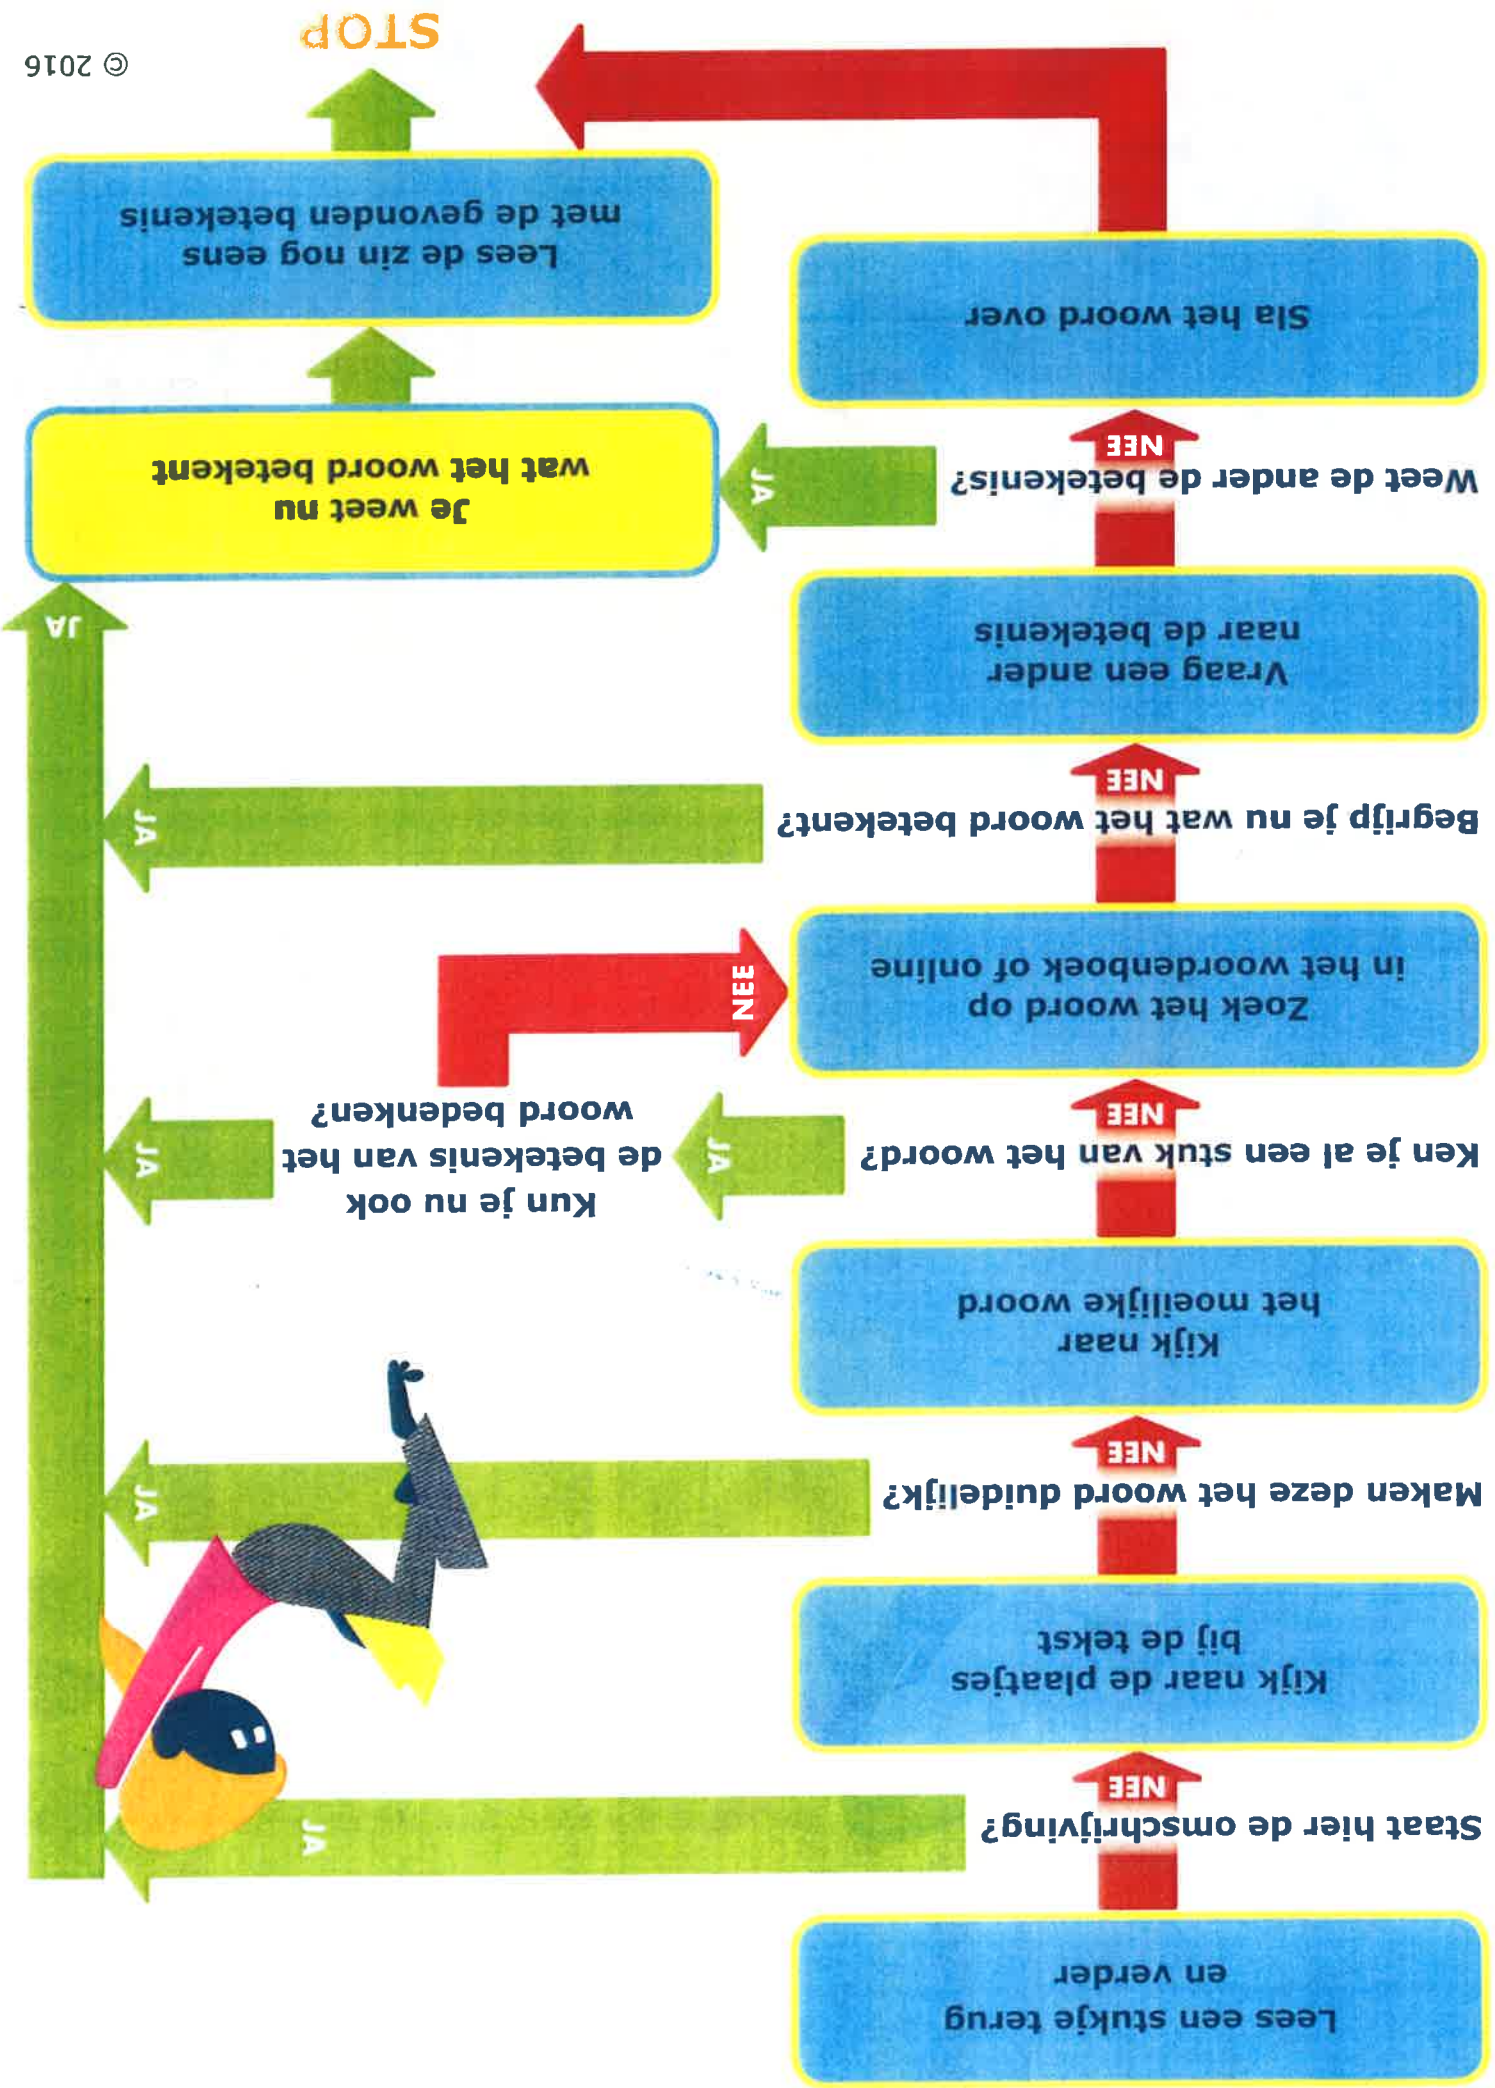 Lees een stukje terug
en verder
Staat hier de omschrijving?
JA
NEE
Kijk naar de plaatjes
bij de tekst
Maken deze het woord duidelijk?
JA
NEE
Kijk naar
het moeilijke woord
Ken je al een stuk van het woord?
JA
Kun je nu ook
de betekenis van het
woord bedenken?
JA
NEE
NEE
Zoek het woord op
in het woordenboek of online
Begrijp je nu wat het woord betekent?
JA
NEE
Vraag een ander
naar de betekenis
Weet de ander de betekenis?
JA
NEE
JA
Je weet nu
wat het woord betekent
Sla het woord over
Lees de zin nog eens
met de gevonden betekenis
STOP
© 2016